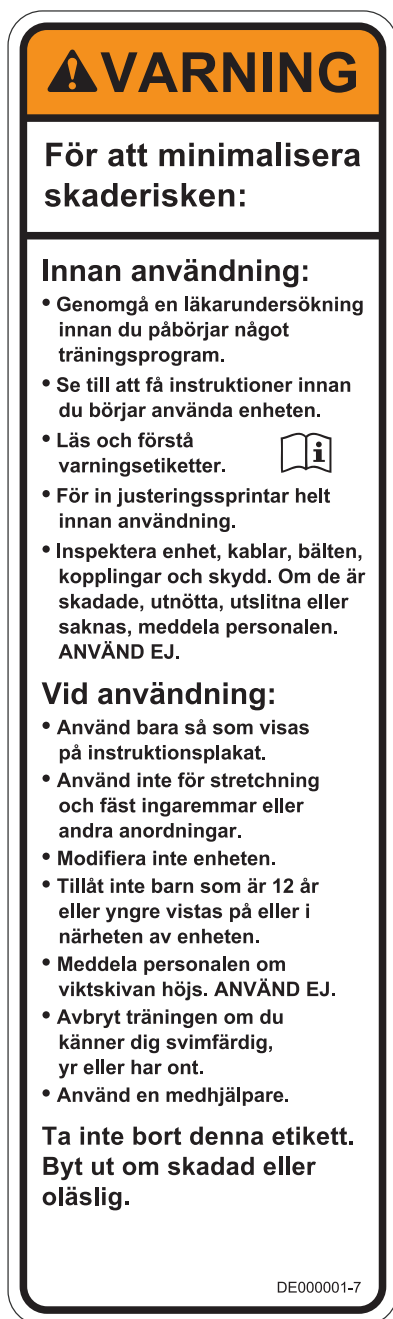 VARNING
För att minimalisera
skaderisken:
Innan användning:
• Genomgå en läkarundersökning
innan du påbörjar något
träningsprogram.
• Se till att få instruktioner innan
du börjar använda enheten.
• Läs och förstå
varningsetiketter.
• För in justeringssprintar helt
innan användning.
• Inspektera enhet, kablar, bälten,
kopplingar och skydd. Om de är
skadade, utnötta, utslitna eller
saknas, meddela personalen.
ANVÄND EJ.
Vid användning:
• Använd bara så som visas
på instruktionsplakat.
• Använd inte för stretchning
och fäst ingaremmar eller
andra anordningar.
• Modifiera inte enheten.
• Tillåt inte barn som är 12 år
eller yngre vistas på eller i
närheten av enheten.
• Meddela personalen om
viktskivan höjs. ANVÄND EJ.
• Avbryt träningen om du
känner dig svimfärdig,
yr eller har ont.
• Använd en medhjälpare.
Ta inte bort denna etikett.
Byt ut om skadad eller
oläslig.
DE000001-7